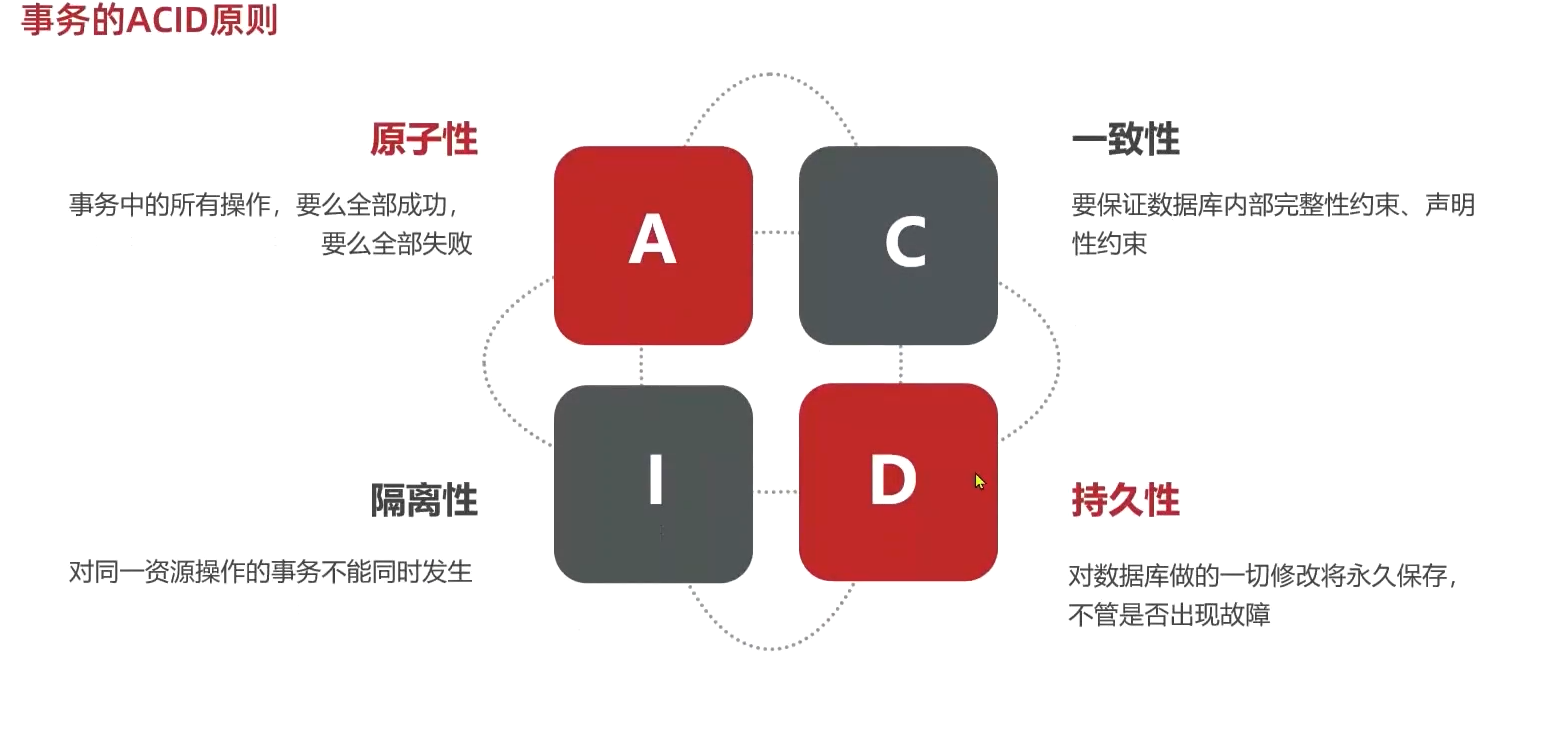 事务的ACID原则
原子性
事务中的所有操作，要么全部成功，
要么全部失败
A
C
一致性
要保证数据库内部完整性约束、声明
性约束
隔离性
对同一资源操作的事务不能同时发生
I
D
持久性
对数据库做的一切修改将永久保存，
不管是否出现故障